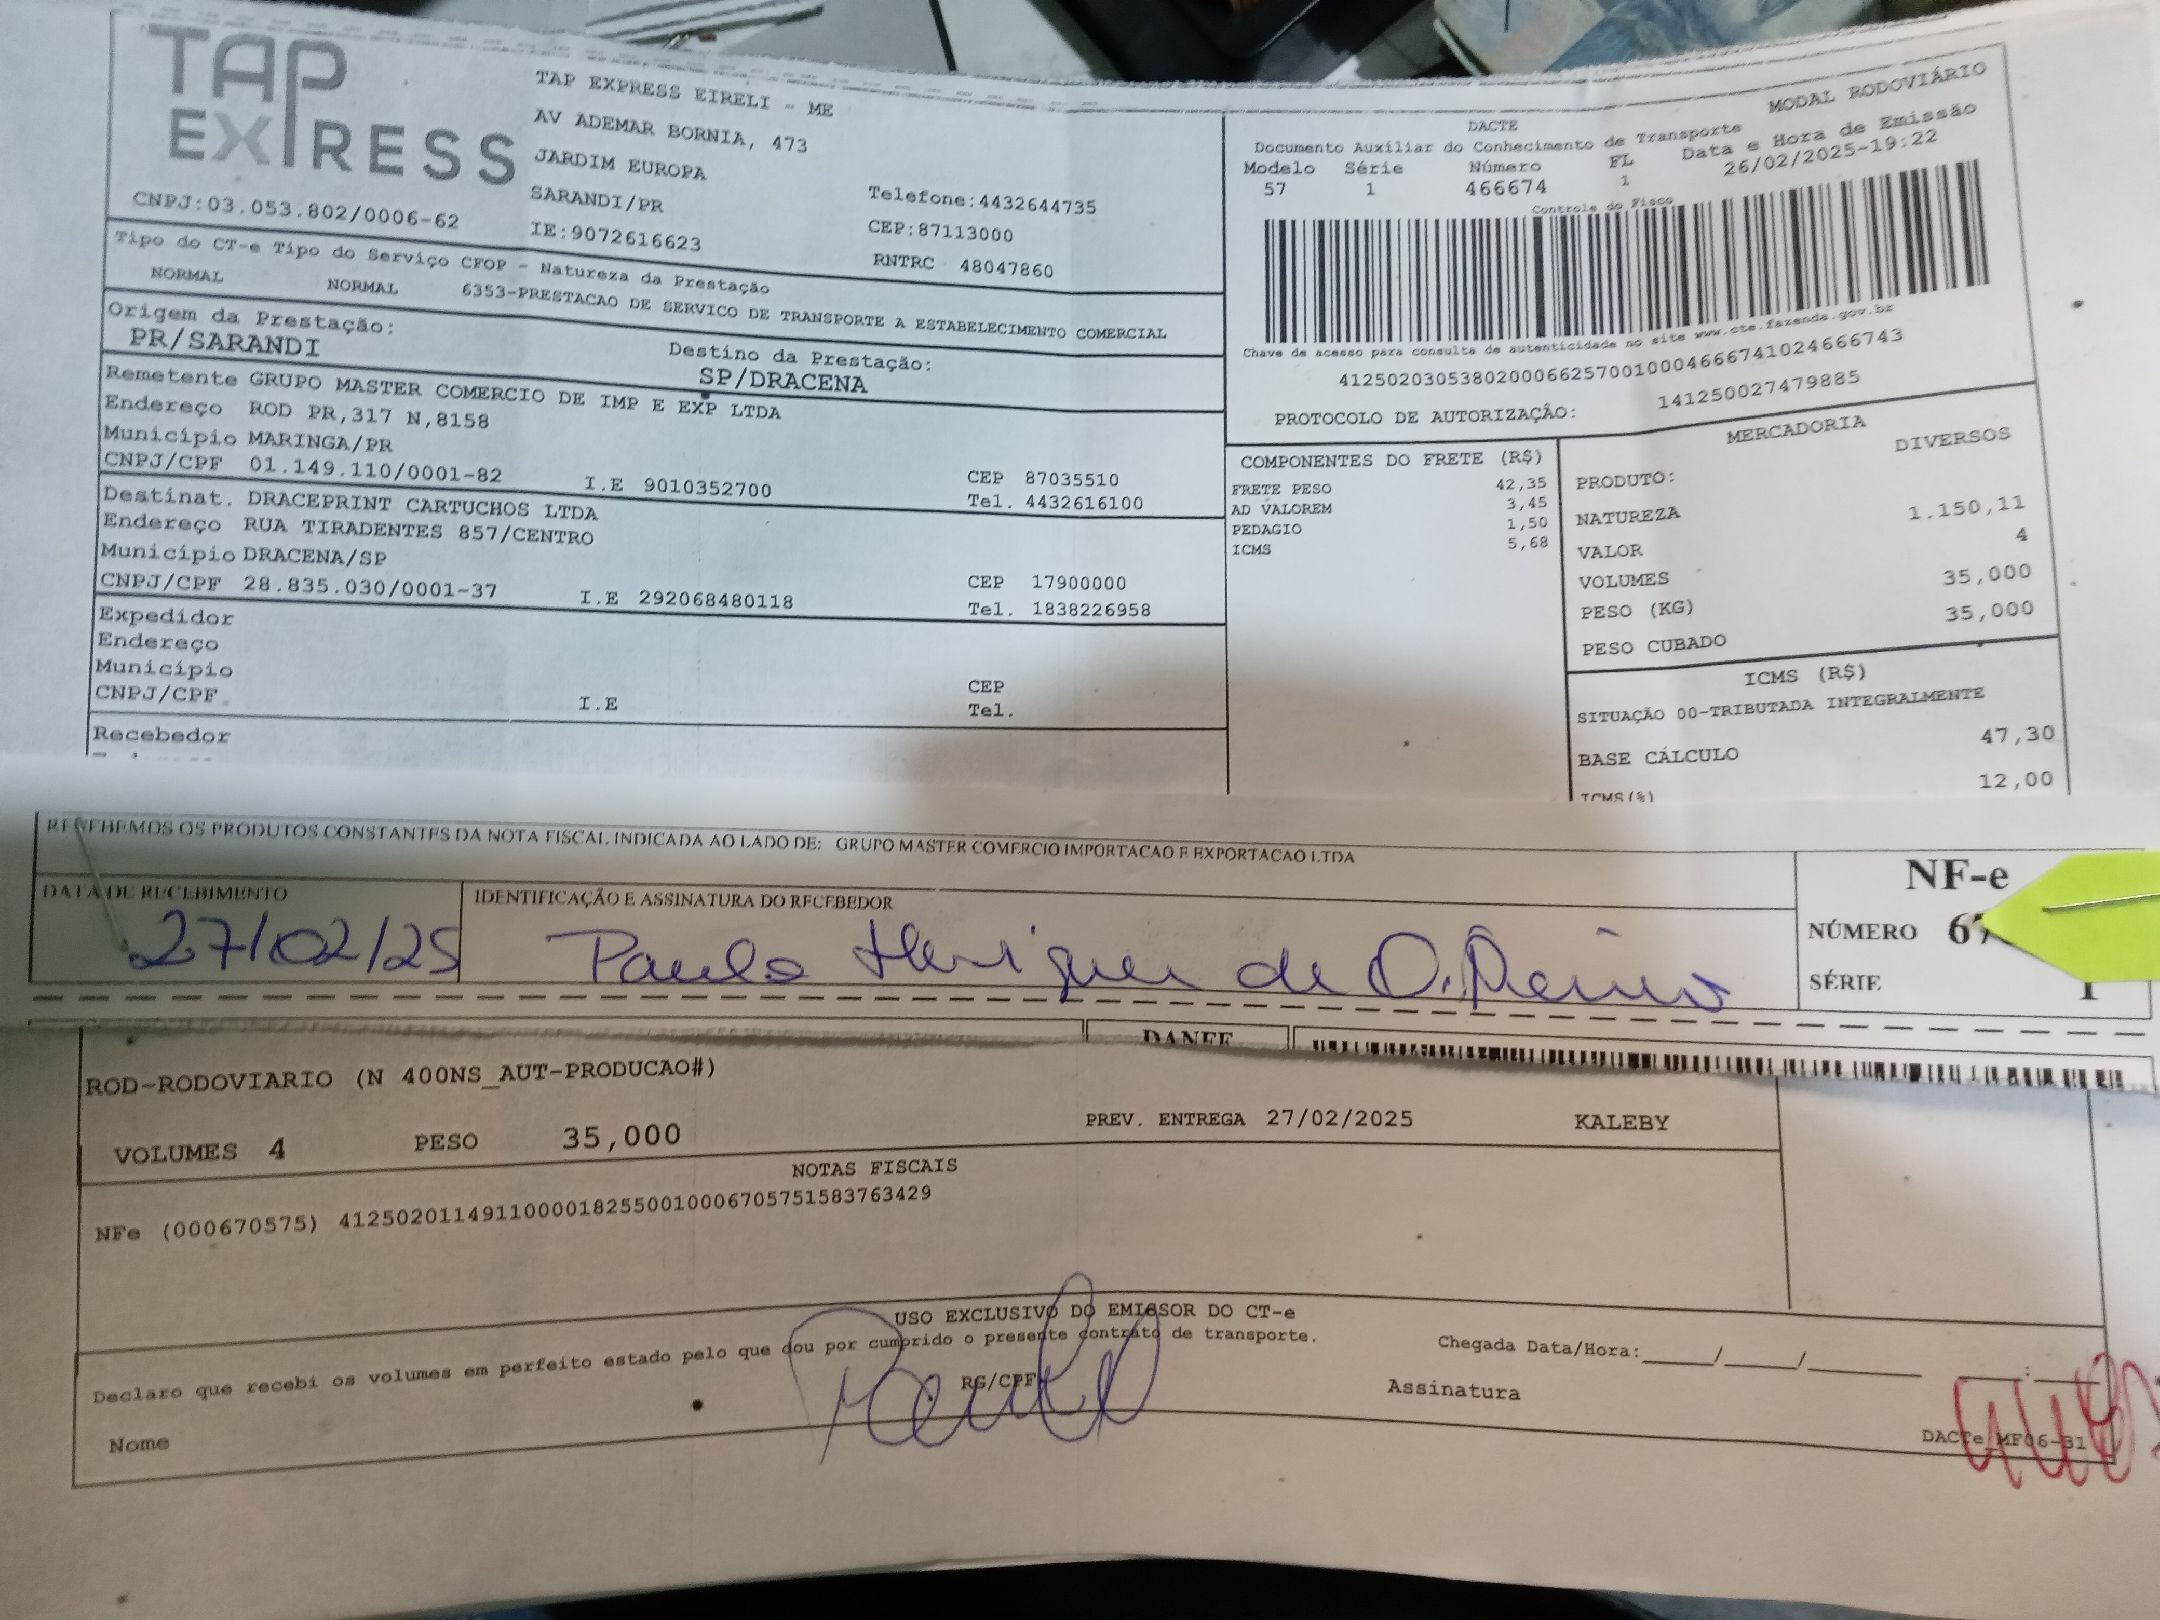 TAP EXPRESS
TAP EXPRESS EIRELI - ME
AV ADEMAR BORNIA, 473
JARDIM EUROPA
SARANDI/PR
IE:9072616623
Telefone:4432644735
CEP:87113000
RNTRC 48047860
CNPJ:03.053.802/0006-62
Tipo do CT-e Tipo do Serviço CFOP - Natureza da Prestação
NORMAL NORMAL 6353-PRESTACAO DE SERVICO DE TRANSPORTE A ESTABELECIMENTO COMERCIAL
Origem da Prestação:
PR/SARANDI
Destino da Prestação:
SP/DRACENA
Remetente GRUPO MASTER COMERCIO DE IMP E EXP LTDA
Endereço ROD PR,317 N,8158
Município MARINGA/PR
CNPJ/CPF 01.149.110/0001-82 I.E 9010352700
CEP 87035510
Tel. 4432616100
Destinat. DRACEPRINT CARTUCHOS LTDA
Endereço RUA TIRADENTES 857/CENTRO
Município DRACENA/SP
CNPJ/CPF 28.835.030/0001-37 I.E 292068480118
CEP 17900000
Tel. 1838226958
Expedidor
Endereço
Município
CNPJ/CPF I.E
CEP
Tel.
Recebedor
MODAL RODOVIÁRIO
DACTE
Documento Auxíliar do Conhecimento de Transporte
Modelo Série Número FL Data e Hora de Emissão
57 1 466674 1 26/02/2025-19:22
Controle do Fisco
Chave de acesso para consulta de autenticidade no site www.cte.fazenda.gov.br
41250203053802000662570010004666741024666743
PROTOCOLO DE AUTORIZAÇÃO: 141250027479885
COMPONENTES DO FRETE (R$)
FRETE PESO 42,35
AD VALOREM 3,45
PEDAGIO 1,50
ICMS 5,68
MERCADORIA
PRODUTO: DIVERSOS
NATUREZA
VALOR 1.150,11
VOLUMES 4
PESO (KG) 35,000
PESO CUBADO 35,000
ICMS (R$)
SITUAÇÃO 00-TRIBUTADA INTEGRALMENTE
BASE CÁLCULO 47,30
ICMS(%) 12,00
RECEBEMOS OS PRODUTOS CONSTANTES DA NOTA FISCAL INDICADA AO LADO DE: GRUPO MASTER COMERCIO IMPORTACAO E EXPORTACAO LTDA
DATA DE RECEBIMENTO
27/02/25
IDENTIFICAÇÃO E ASSINATURA DO RECEBEDOR
Paulo Henrique de O.
NF-e
NÚMERO 67
SÉRIE 1
DANFE
ROD-RODOVIARIO (N 400NS_AUT-PRODUCAO#)
VOLUMES 4 PESO 35,000 PREV. ENTREGA 27/02/2025 KALEBY
NOTAS FISCAIS
NFe (000670575) 41250201149110000182550010006705751583763429
USO EXCLUSIVO DO EMISSOR DO CT-e
Declaro que recebi os volumes em perfeito estado pelo que dou por cumprido o presente contrato de transporte.
Chegada Data/Hora:_____/_____/________ ____:____
Nome RG/CPF Assinatura
DACTe_MF06-B1